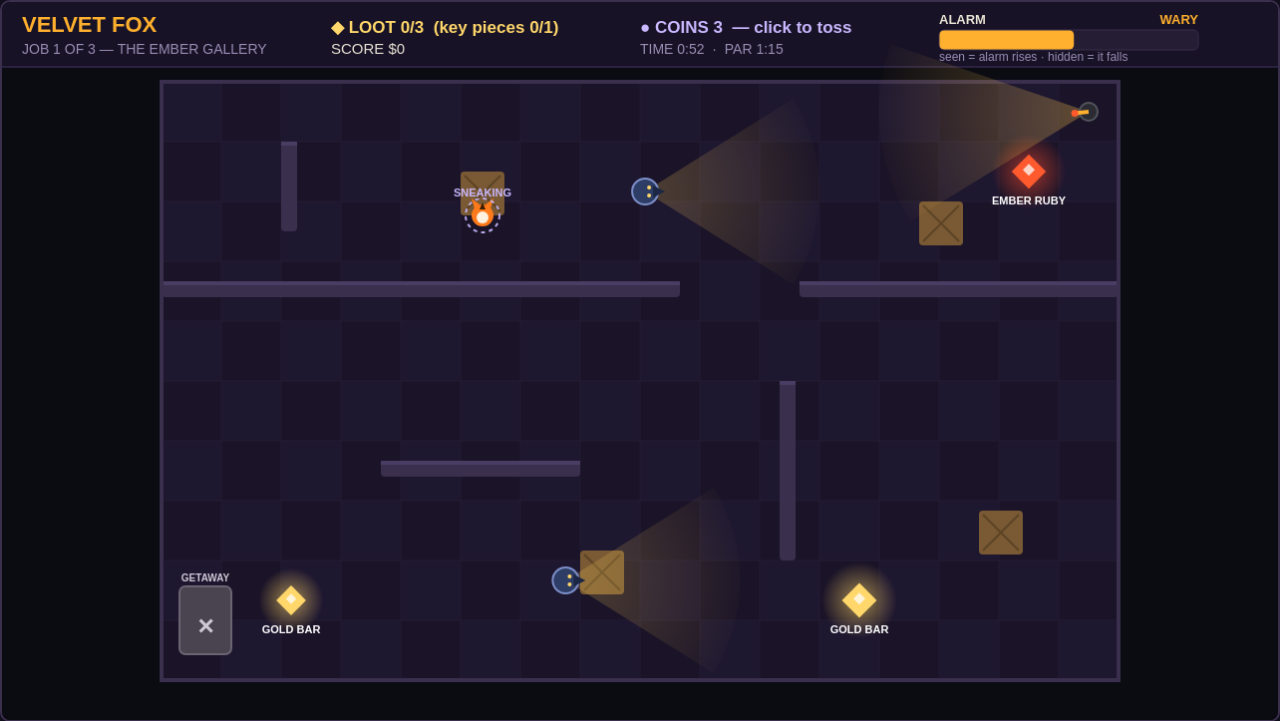 VELVET FOX
JOB 1 OF 3 — THE EMBER GALLERY
◆ LOOT 0/3 (key pieces 0/1)
SCORE $0
● COINS 3 — click to toss
TIME 0:52 · PAR 1:15
ALARM WARY
seen = alarm rises · hidden = it falls
SNEAKING
EMBER RUBY
GETAWAY
×
GOLD BAR
GOLD BAR